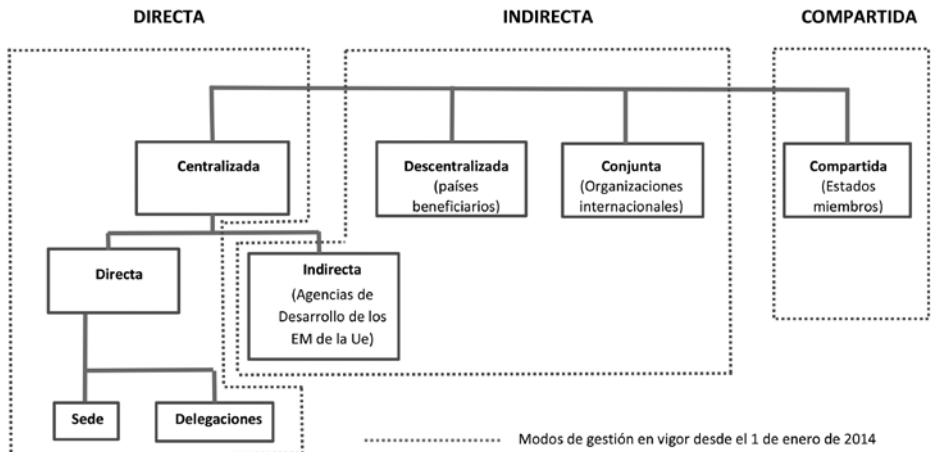 DIRECTA
INDIRECTA
COMPARTIDA
Centralizada
Descentralizada
(países
beneficiarios)
Conjunta
(Organizaciones
internacionales)
Compartida
(Estados
miembros)
Directa
Indirecta
(Agencias de
Desarrollo de los
EM de la Ue)
Sede
Delegaciones
Modos de gestión en vigor desde el 1 de enero de 2014